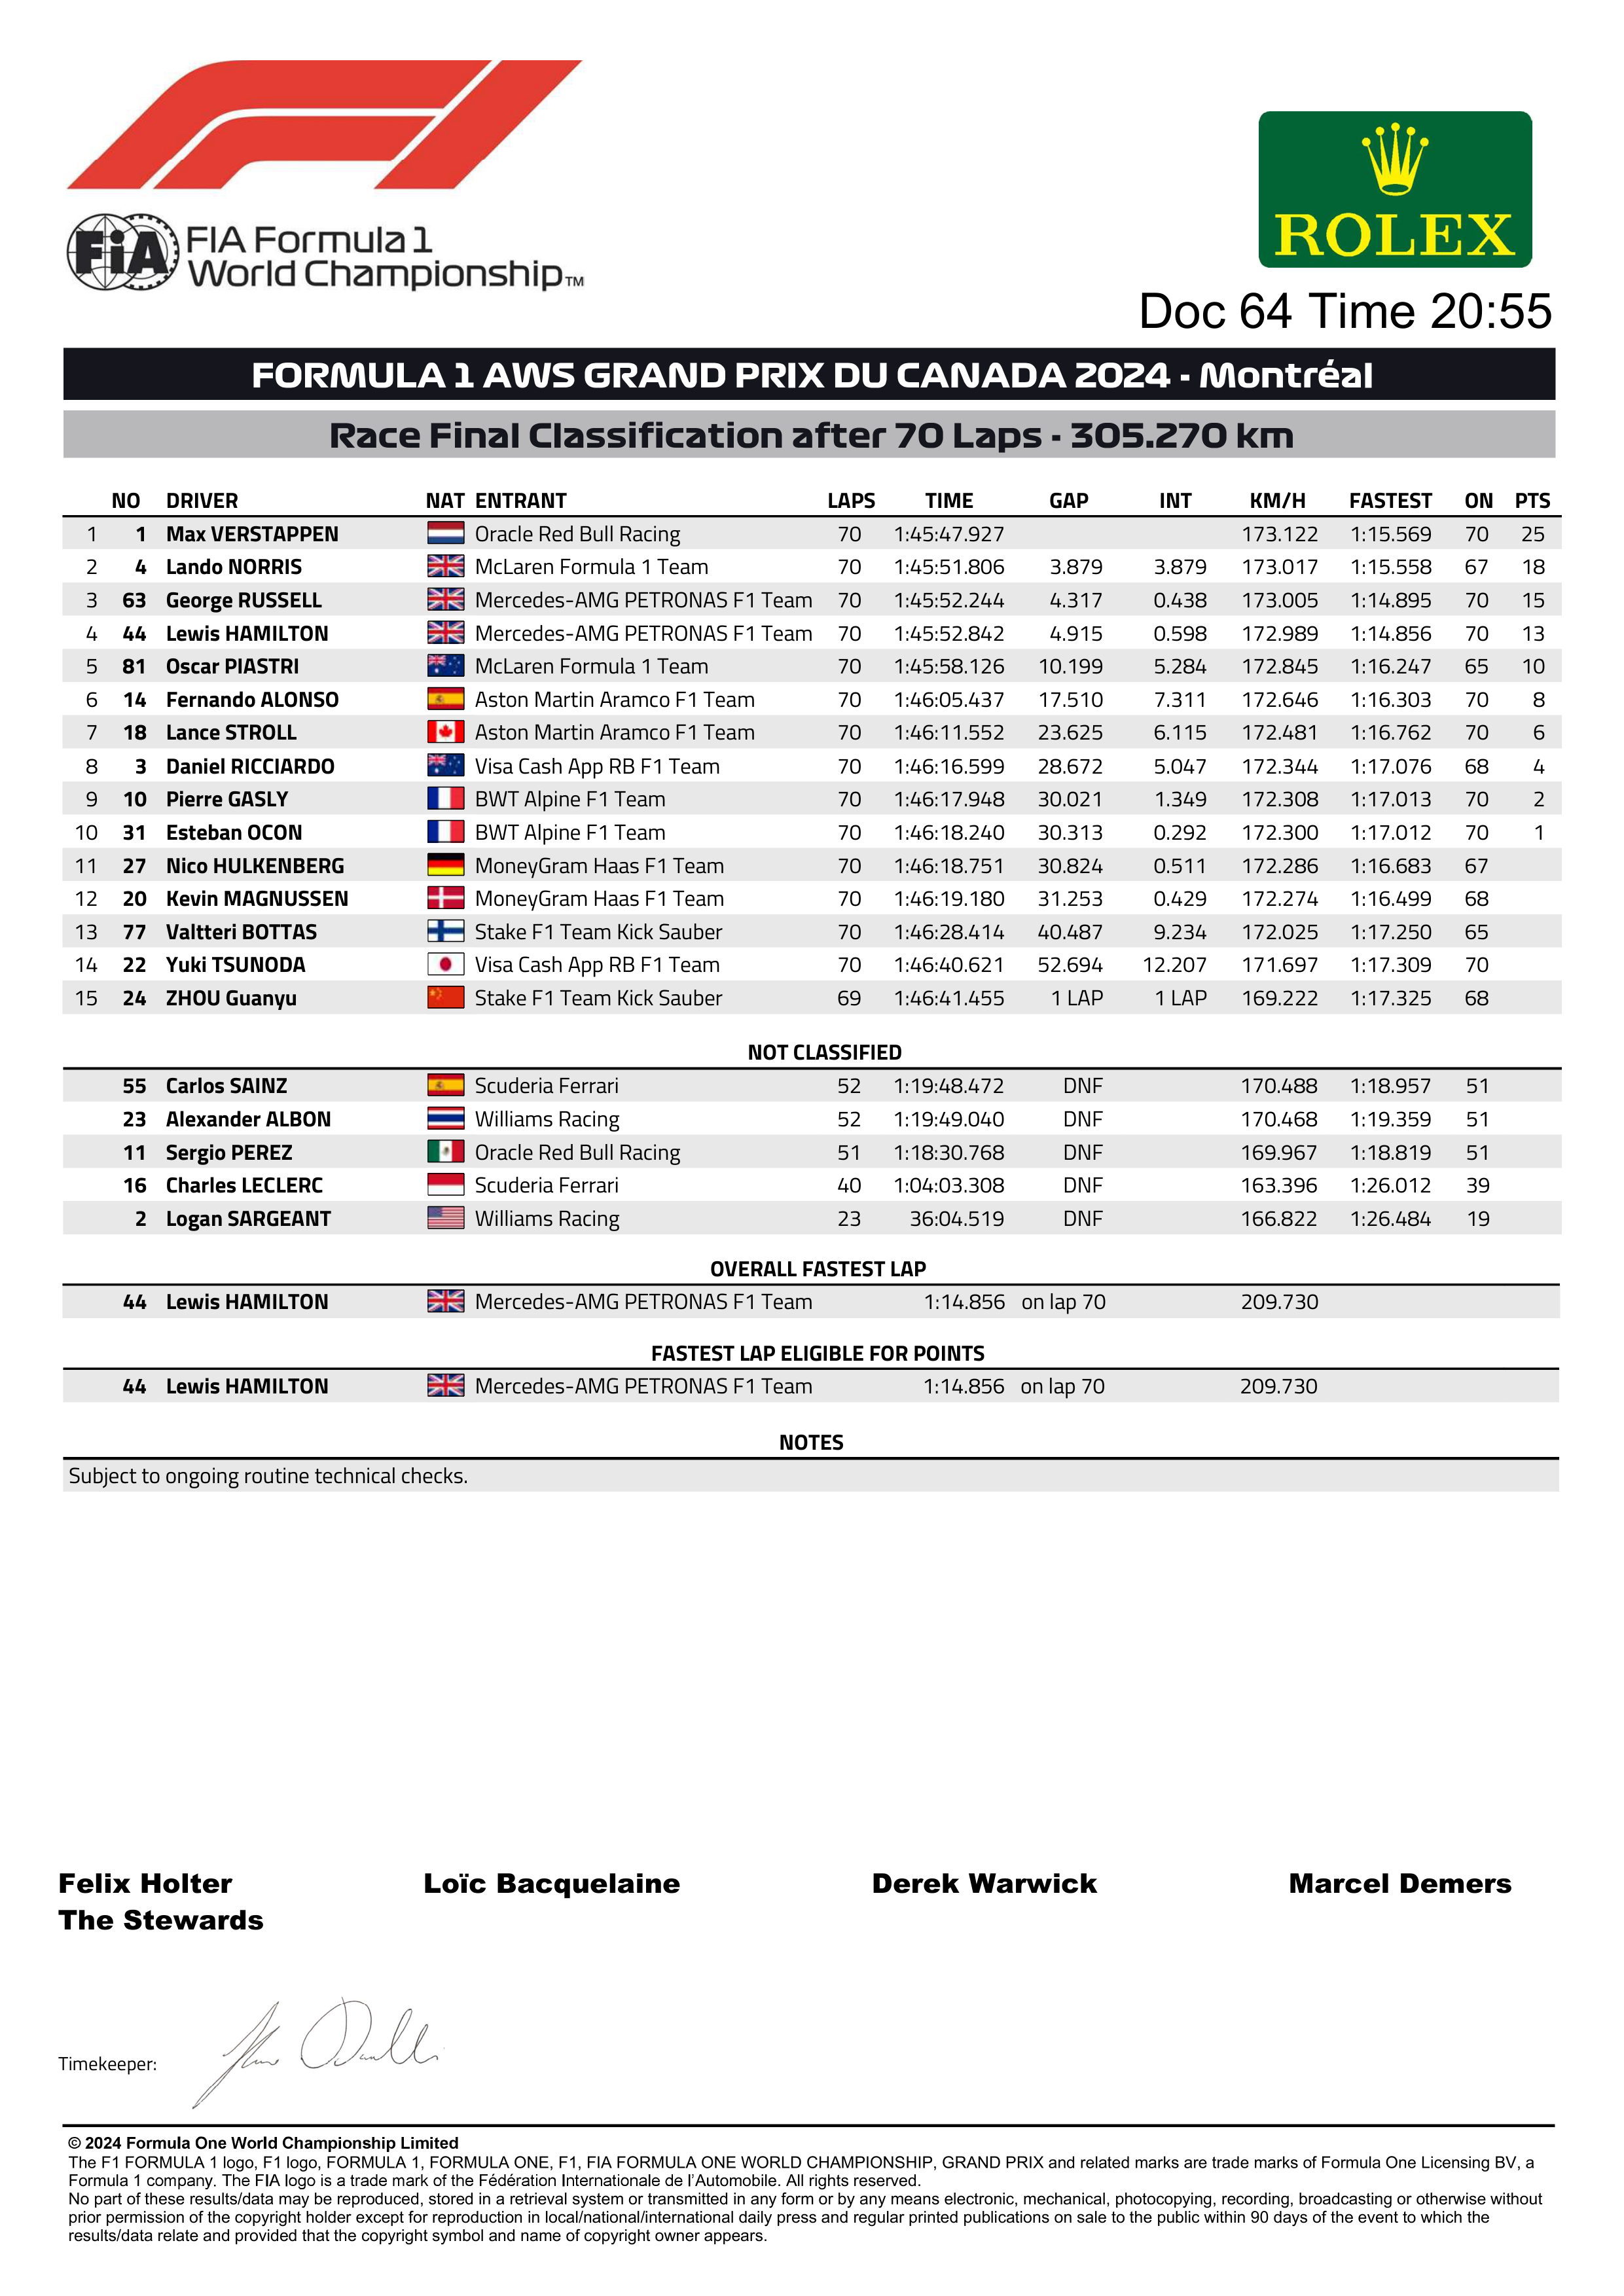 FIA
FIA Formula 1
World Championship™
ROLEX
Doc 64 Time 20:55
FORMULA 1 AWS GRAND PRIX DU CANADA 2024 - Montréal
Race Final Classification after 70 Laps - 305.270 km
NO DRIVER NAT ENTRANT LAPS TIME GAP INT KM/H FASTEST ON PTS
1 1 Max VERSTAPPEN Oracle Red Bull Racing 70 1:45:47.927 173.122 1:15.569 70 25
2 4 Lando NORRIS McLaren Formula 1 Team 70 1:45:51.806 3.879 3.879 173.017 1:15.558 67 18
3 63 George RUSSELL Mercedes-AMG PETRONAS F1 Team 70 1:45:52.244 4.317 0.438 173.005 1:14.895 70 15
4 44 Lewis HAMILTON Mercedes-AMG PETRONAS F1 Team 70 1:45:52.842 4.915 0.598 172.989 1:14.856 70 13
5 81 Oscar PIASTRI McLaren Formula 1 Team 70 1:45:58.126 10.199 5.284 172.845 1:16.247 65 10
6 14 Fernando ALONSO Aston Martin Aramco F1 Team 70 1:46:05.437 17.510 7.311 172.646 1:16.303 70 8
7 18 Lance STROLL Aston Martin Aramco F1 Team 70 1:46:11.552 23.625 6.115 172.481 1:16.762 70 6
8 3 Daniel RICCIARDO Visa Cash App RB F1 Team 70 1:46:16.599 28.672 5.047 172.344 1:17.076 68 4
9 10 Pierre GASLY BWT Alpine F1 Team 70 1:46:17.948 30.021 1.349 172.308 1:17.013 70 2
10 31 Esteban OCON BWT Alpine F1 Team 70 1:46:18.240 30.313 0.292 172.300 1:17.012 70 1
11 27 Nico HULKENBERG MoneyGram Haas F1 Team 70 1:46:18.751 30.824 0.511 172.286 1:16.683 67
12 20 Kevin MAGNUSSEN MoneyGram Haas F1 Team 70 1:46:19.180 31.253 0.429 172.274 1:16.499 68
13 77 Valtteri BOTTAS Stake F1 Team Kick Sauber 70 1:46:28.414 40.487 9.234 172.025 1:17.250 65
14 22 Yuki TSUNODA Visa Cash App RB F1 Team 70 1:46:40.621 52.694 12.207 171.697 1:17.309 70
15 24 ZHOU Guanyu Stake F1 Team Kick Sauber 69 1:46:41.455 1 LAP 1 LAP 169.222 1:17.325 68
NOT CLASSIFIED
55 Carlos SAINZ Scuderia Ferrari 52 1:19:48.472 DNF 170.488 1:18.957 51
23 Alexander ALBON Williams Racing 52 1:19:49.040 DNF 170.468 1:19.359 51
11 Sergio PEREZ Oracle Red Bull Racing 51 1:18:30.768 DNF 169.967 1:18.819 51
16 Charles LECLERC Scuderia Ferrari 40 1:04:03.308 DNF 163.396 1:26.012 39
2 Logan SARGEANT Williams Racing 23 36:04.519 DNF 166.822 1:26.484 19
OVERALL FASTEST LAP
44 Lewis HAMILTON Mercedes-AMG PETRONAS F1 Team 1:14.856 on lap 70 209.730
FASTEST LAP ELIGIBLE FOR POINTS
44 Lewis HAMILTON Mercedes-AMG PETRONAS F1 Team 1:14.856 on lap 70 209.730
NOTES
Subject to ongoing routine technical checks.
Felix Holter Loïc Bacquelaine Derek Warwick Marcel Demers
The Stewards
Timekeeper:
© 2024 Formula One World Championship Limited
The F1 FORMULA 1 logo, F1 logo, FORMULA 1, FORMULA ONE, F1, FIA FORMULA ONE WORLD CHAMPIONSHIP, GRAND PRIX and related marks are trade marks of Formula One Licensing BV, a
Formula 1 company. The FIA logo is a trade mark of the Fédération Internationale de l'Automobile. All rights reserved.
No part of these results/data may be reproduced, stored in a retrieval system or transmitted in any form or by any means electronic, mechanical, photocopying, recording, broadcasting or otherwise without
prior permission of the copyright holder except for reproduction in local/national/international daily press and regular printed publications on sale to the public within 90 days of the event to which the
results/data relate and provided that the copyright symbol and name of copyright owner appears.